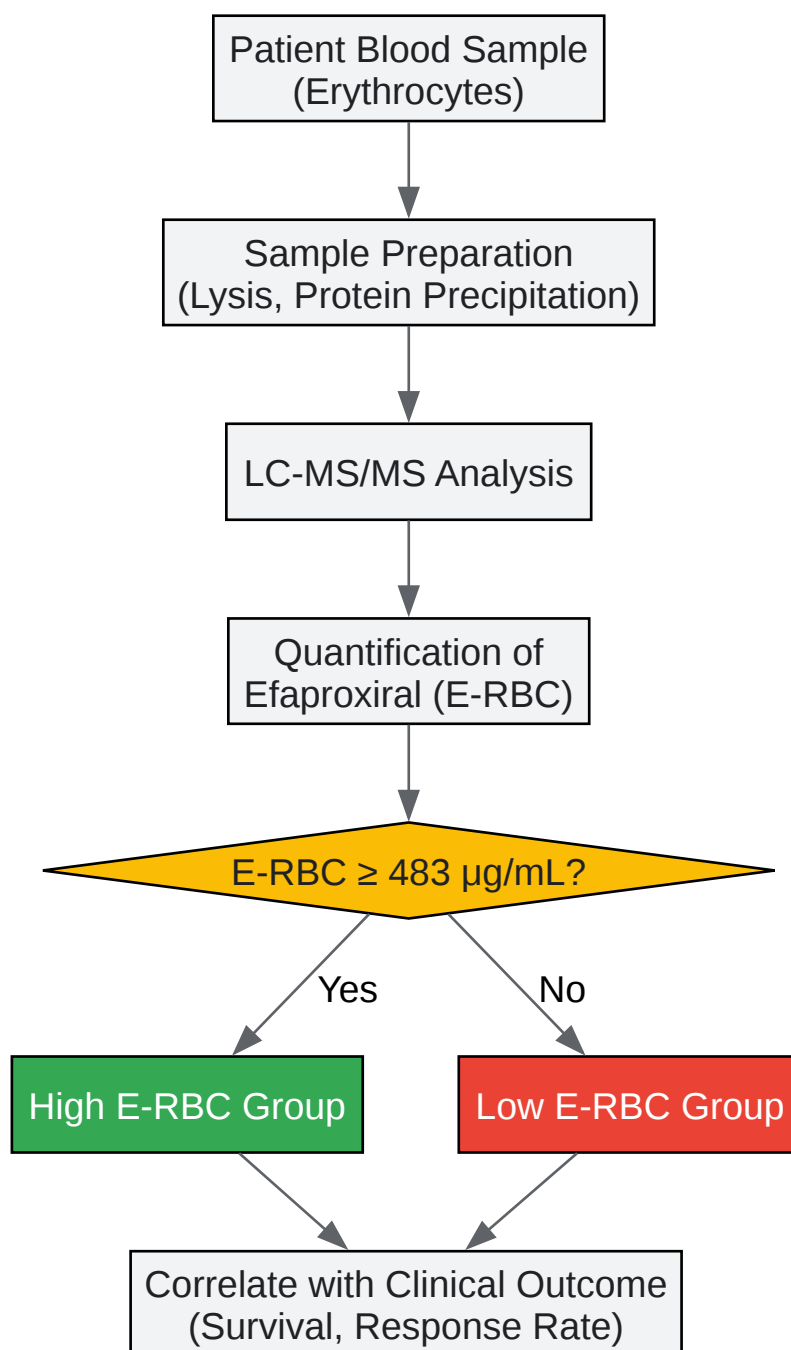 Patient Blood Sample
(Erythrocytes)
Sample Preparation
(Lysis, Protein Precipitation)
LC-MS/MS Analysis
Quantification of
Efaproxiral (E-RBC)
E-RBC ≥ 483 μg/mL?
Yes
No
High E-RBC Group
Low E-RBC Group
Correlate with Clinical Outcome
(Survival, Response Rate)